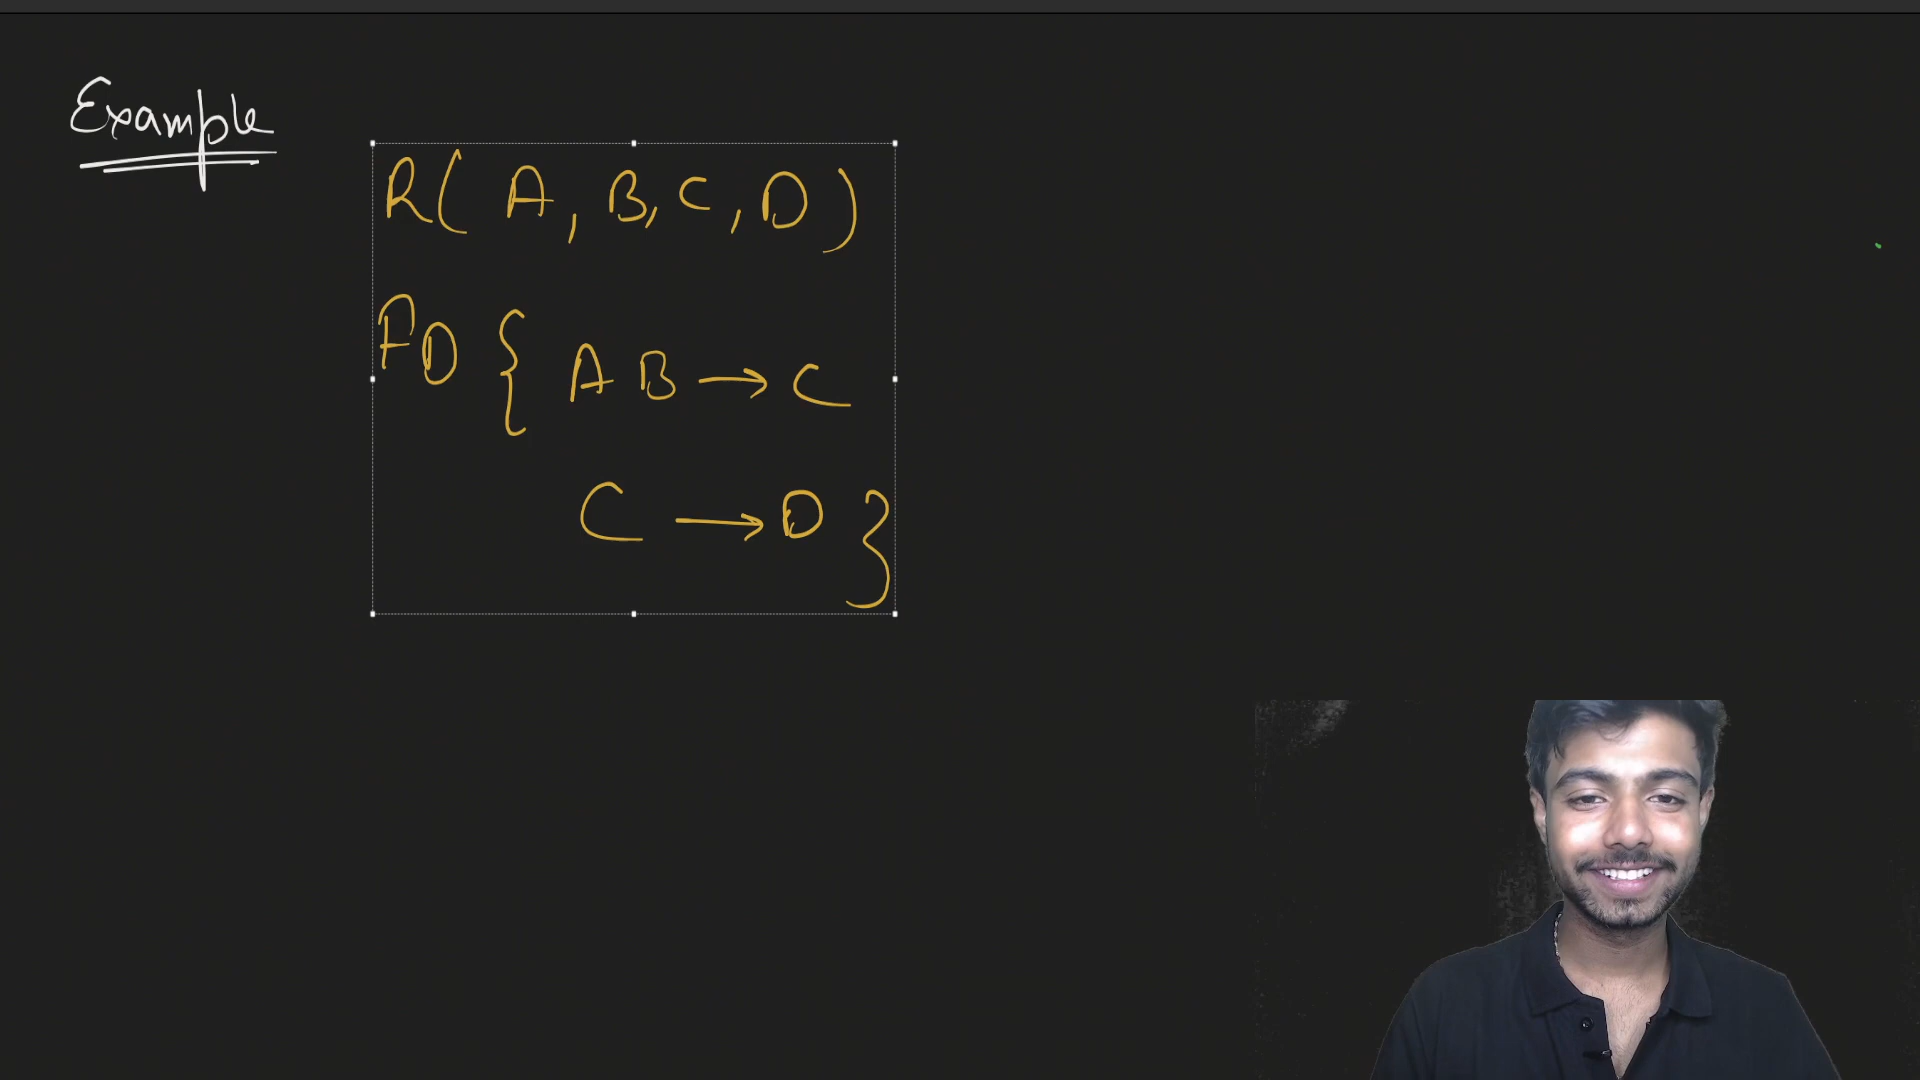 Example
R( A, B, C, D )
FD { AB → C
C → D }